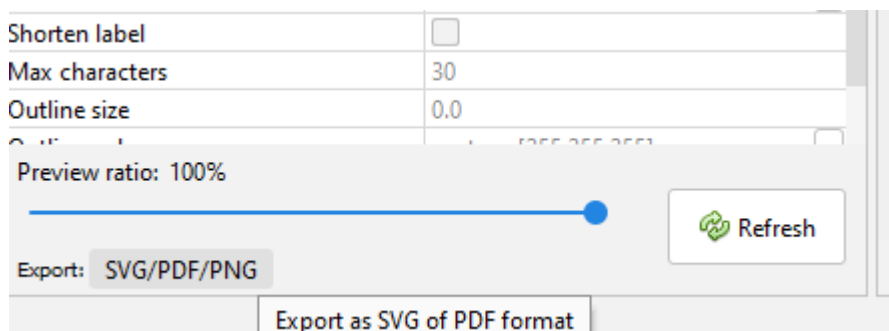 Shorten label
Max characters 30
Outline size 0.0
Preview ratio: 100%
Refresh
Export: SVG/PDF/PNG
Export as SVG of PDF format